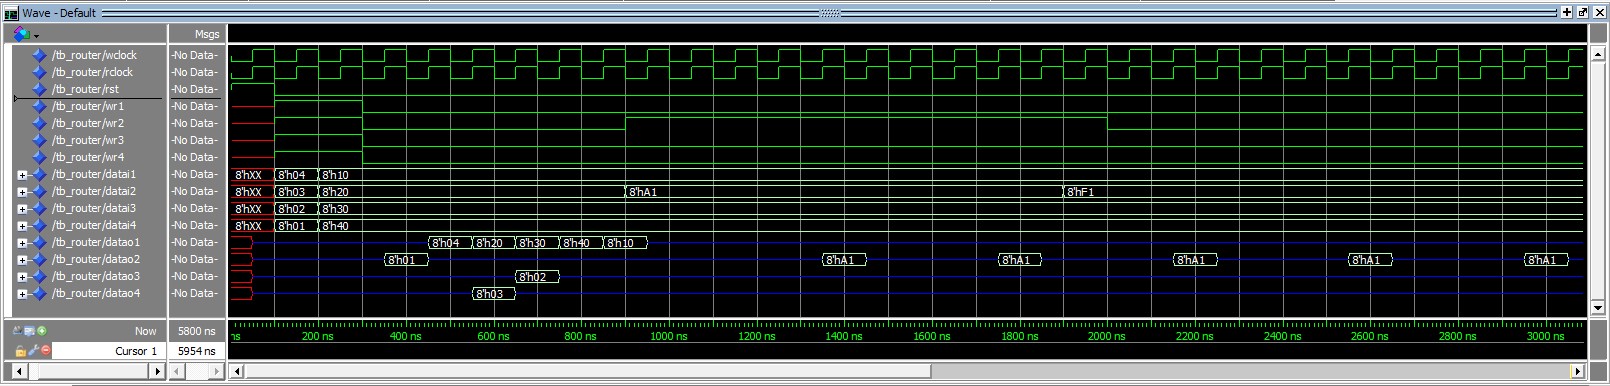 Wave - Default
Msgs
/tb_router/wclock -No Data-
/tb_router/rclock -No Data-
/tb_router/rst -No Data-
/tb_router/wr1 -No Data-
/tb_router/wr2 -No Data-
/tb_router/wr3 -No Data-
/tb_router/wr4 -No Data-
/tb_router/datai1 -No Data- 8'hXX 8'h04 8'h10
/tb_router/datai2 -No Data- 8'hXX 8'h03 8'h20 8'hA1 8'hF1
/tb_router/datai3 -No Data- 8'hXX 8'h02 8'h30
/tb_router/datai4 -No Data- 8'hXX 8'h01 8'h40
/tb_router/datao1 -No Data- 8'h04 8'h20 8'h30 8'h40 8'h10
/tb_router/datao2 -No Data- 8'h01 8'hA1 8'hA1 8'hA1 8'hA1 8'hA1
/tb_router/datao3 -No Data- 8'h02
/tb_router/datao4 -No Data- 8'h03
Now 5800 ns ns 200 ns 400 ns 600 ns 800 ns 1000 ns 1200 ns 1400 ns 1600 ns 1800 ns 2000 ns 2200 ns 2400 ns 2600 ns 2800 ns 3000 ns
Cursor 1 5954 ns